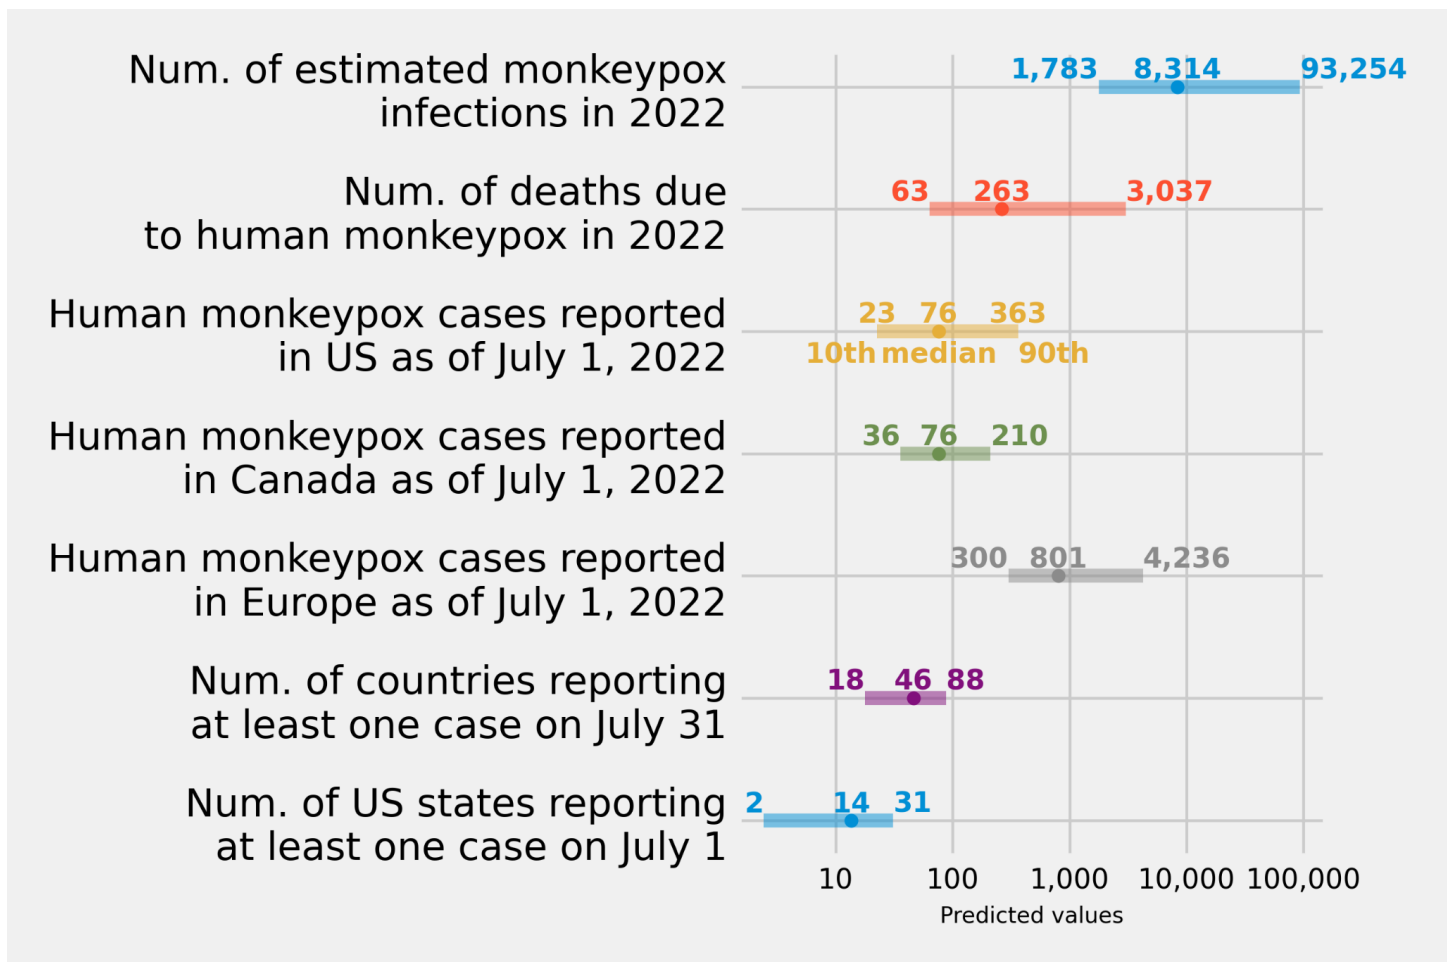 Num. of estimated monkeypox
infections in 2022
1,783 8,314 93,254
Num. of deaths due
to human monkeypox in 2022
63 263 3,037
Human monkeypox cases reported
in US as of July 1, 2022
23 76 363
10th median 90th
Human monkeypox cases reported
in Canada as of July 1, 2022
36 76 210
Human monkeypox cases reported
in Europe as of July 1, 2022
300 801 4,236
Num. of countries reporting
at least one case on July 31
18 46 88
Num. of US states reporting
at least one case on July 1
2 14 31
10 100 1,000 10,000 100,000
Predicted values